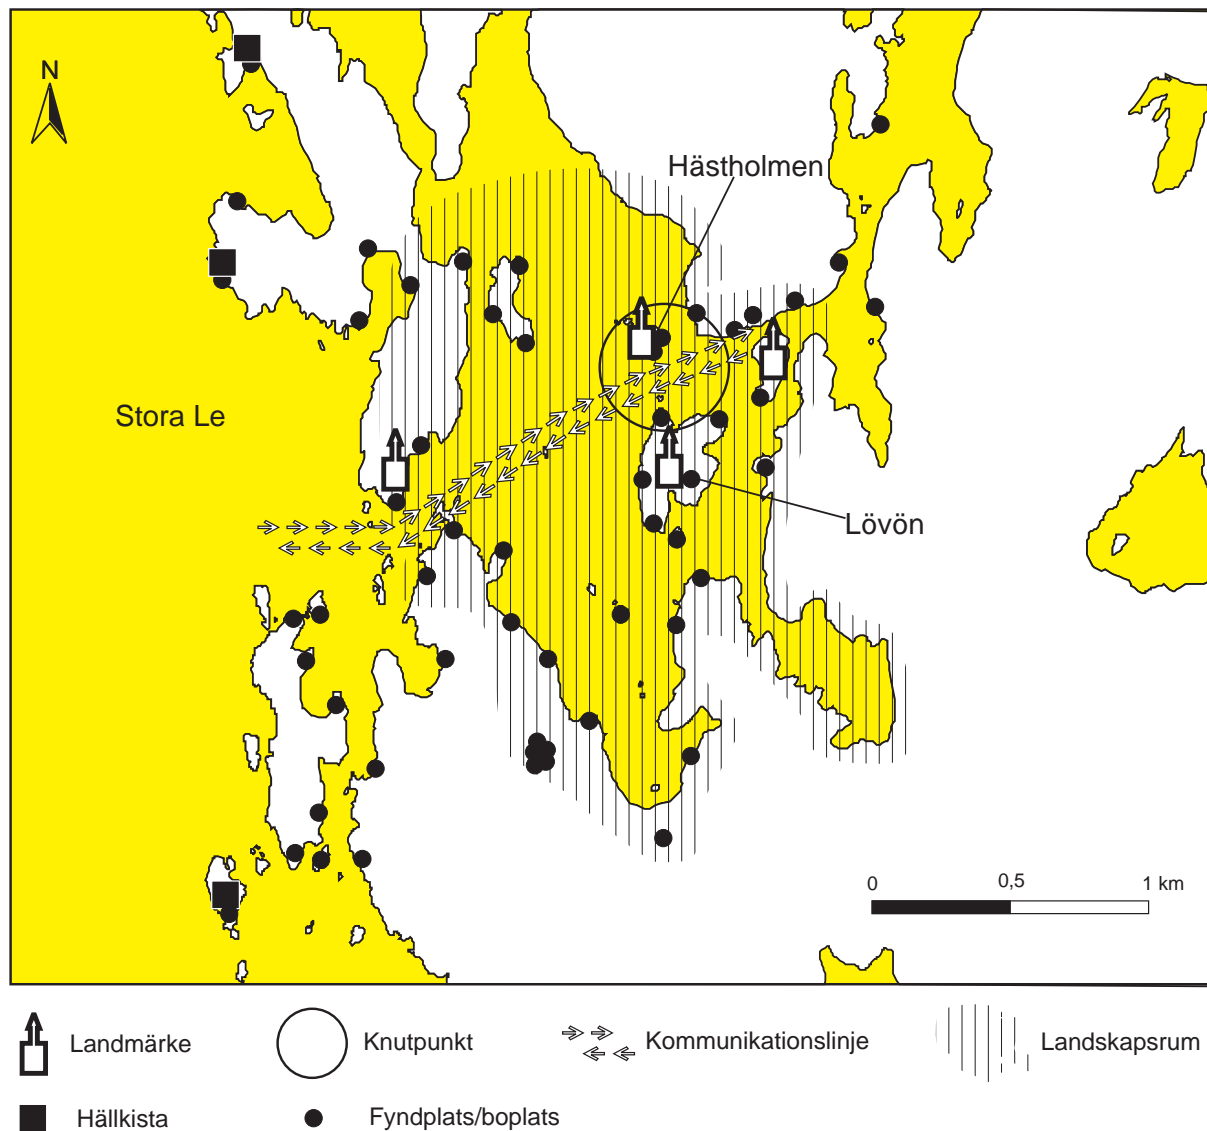 N
Hästholmen
Stora Le
Lövön
0 0,5 1 km
Landmärke Knutpunkt Kommunikationslinje Landskapsrum
Hällkista Fyndplats/boplats